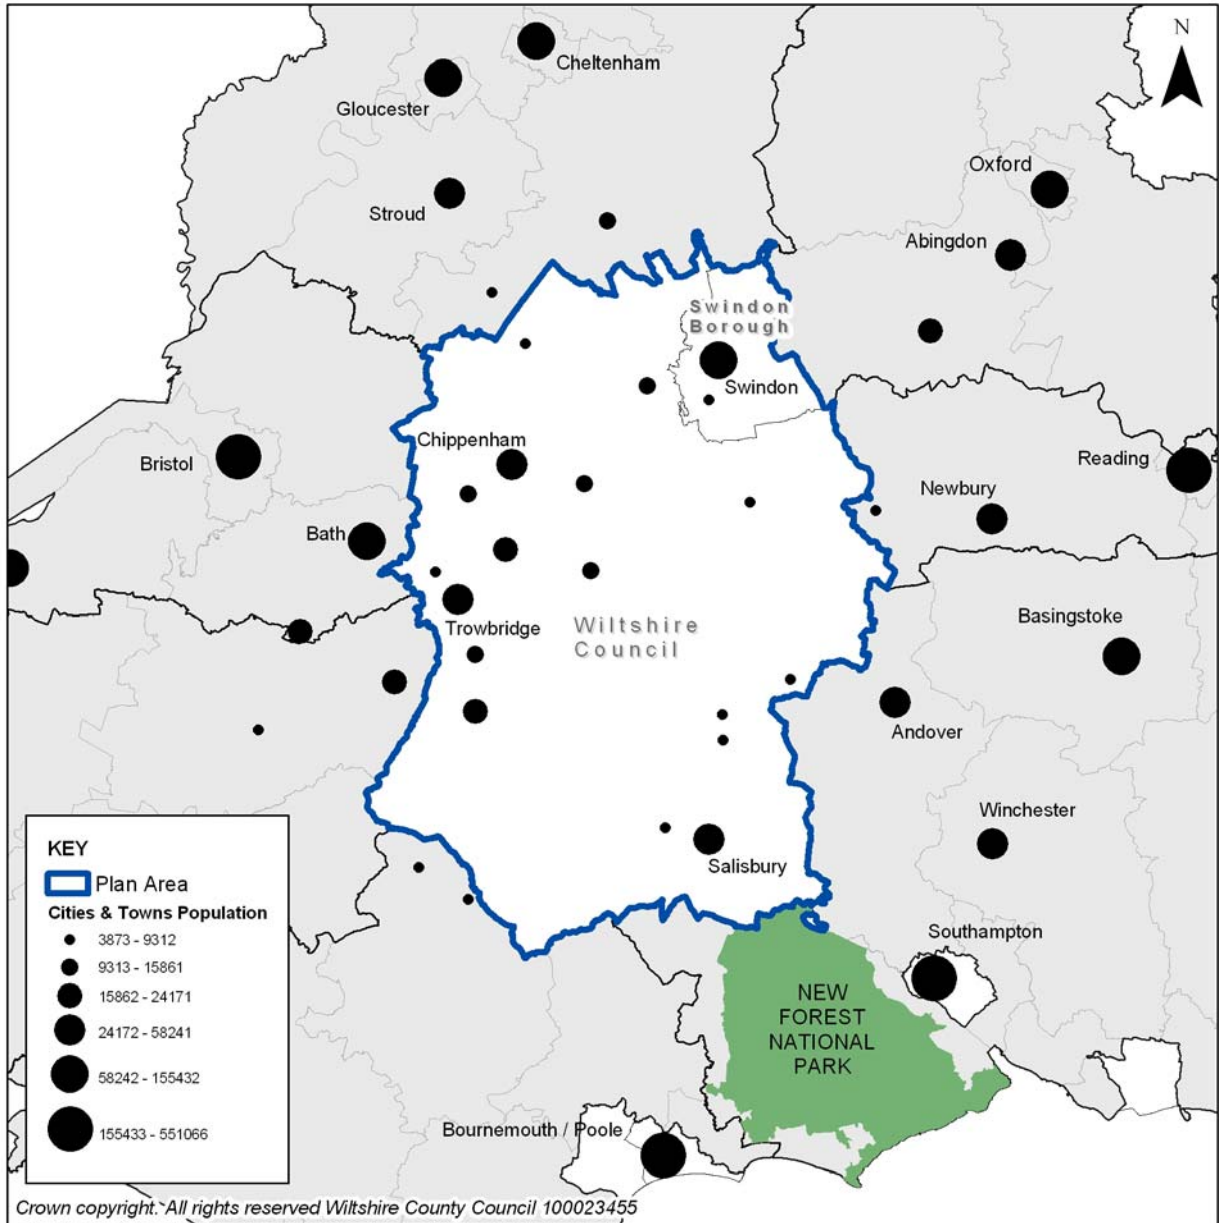 N
Cheltenham
Gloucester
Oxford
Stroud
Abingdon
Swindon
Borough
Swindon
Chippenham
Bristol
Reading
Newbury
Bath
Basingstoke
Trowbridge
Wiltshire
Council
Andover
Winchester
Salisbury
Southampton
NEW
FOREST
NATIONAL
PARK
Bournemouth / Poole
KEY
Plan Area
Cities & Towns Population
3873 - 9312
9313 - 15861
15862 - 24171
24172 - 58241
58242 - 155432
155433 - 551066
Crown copyright. All rights reserved Wiltshire County Council 100023455